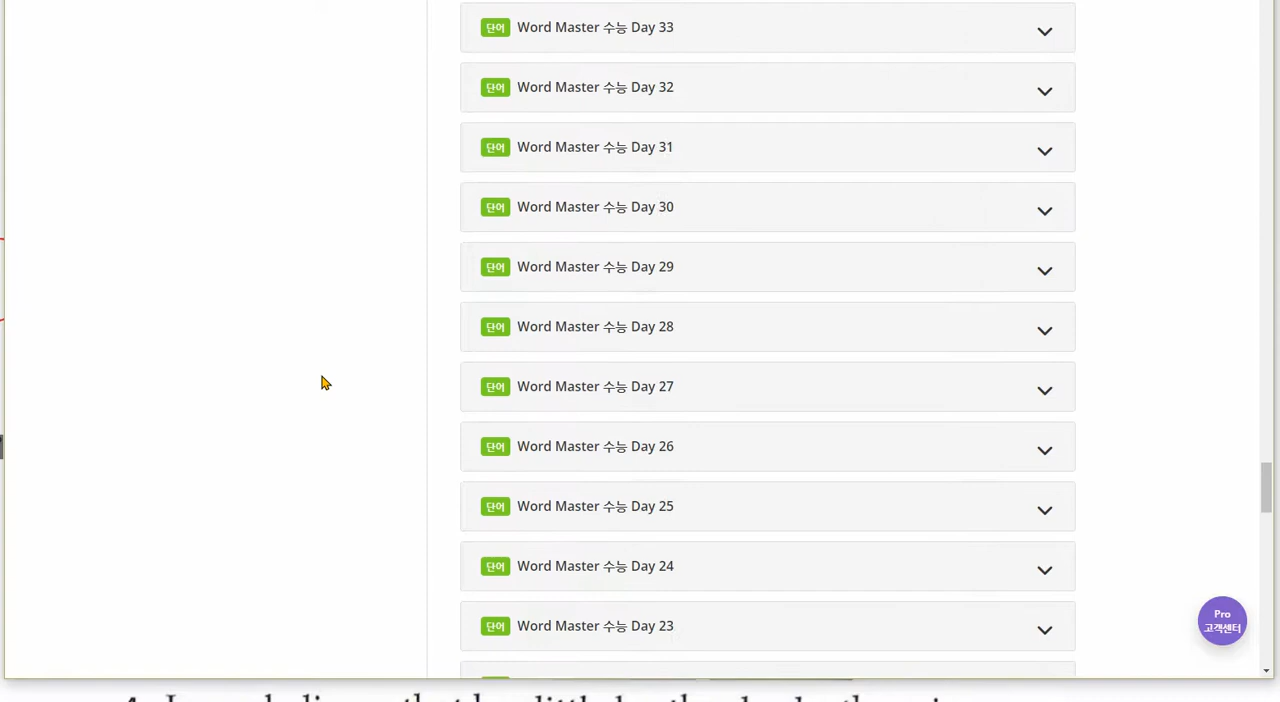 단어 Word Master 수능 Day 33
단어 Word Master 수능 Day 32
단어 Word Master 수능 Day 31
단어 Word Master 수능 Day 30
단어 Word Master 수능 Day 29
단어 Word Master 수능 Day 28
단어 Word Master 수능 Day 27
단어 Word Master 수능 Day 26
단어 Word Master 수능 Day 25
단어 Word Master 수능 Day 24
단어 Word Master 수능 Day 23
Pro
고객센터